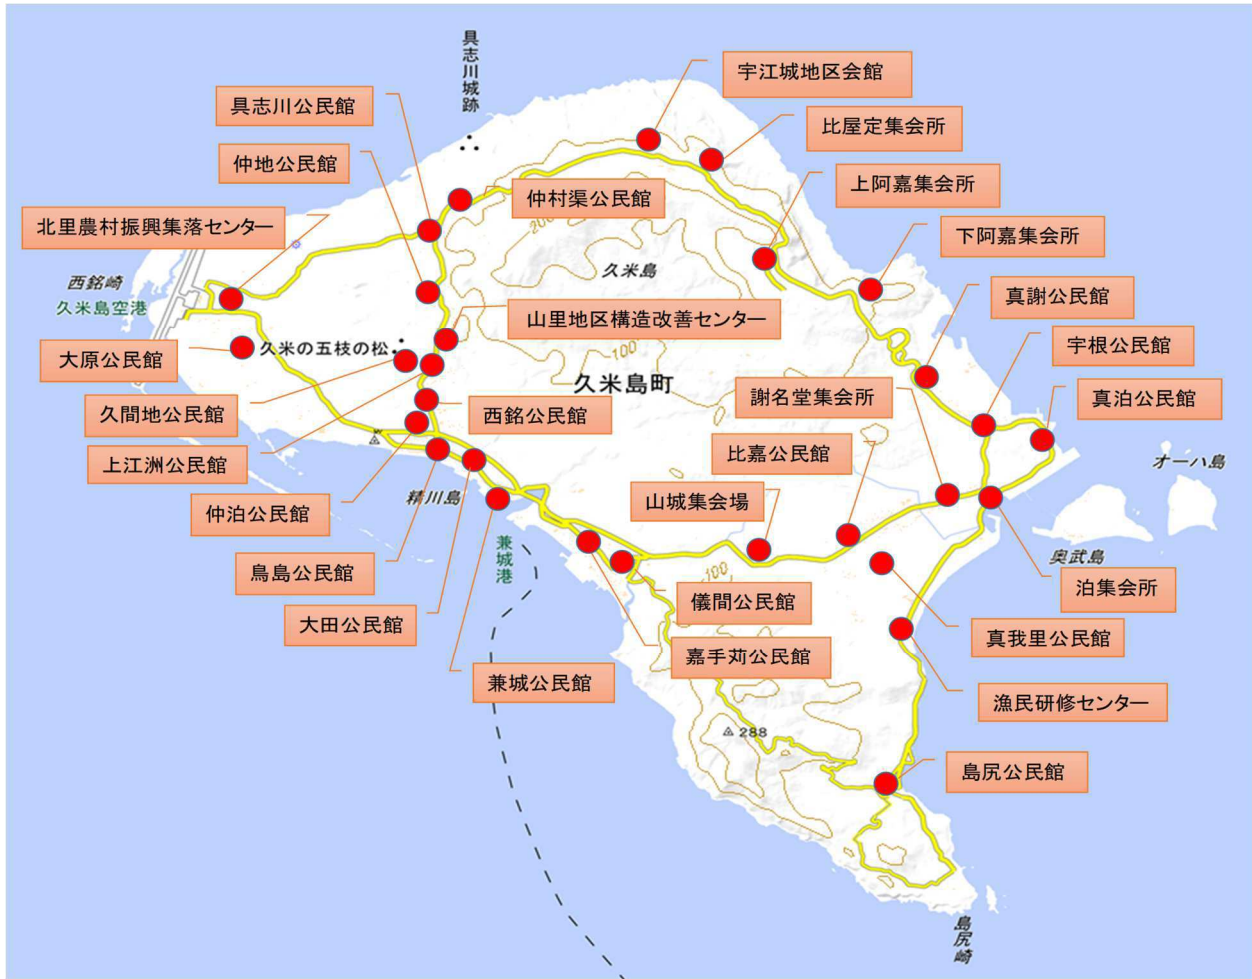 具志川城跡
宇江城地区会館
具志川公民館
比屋定集会所
仲地公民館
上阿嘉集会所
仲村渠公民館
北里農村振興集落センター
下阿嘉集会所
200
西銘崎
久米島
久米島空港
真謝公民館
山里地区構造改善センター
宇根公民館
大原公民館
久米の五枝の松
100
久米島町
真泊公民館
謝名堂集会所
久間地公民館
西銘公民館
比嘉公民館
上江洲公民館
オーハ島
山城集会場
精川島
仲泊公民館
兼城港
奥武島
鳥島公民館
100
泊集会所
儀間公民館
大田公民館
真我里公民館
嘉手苅公民館
兼城公民館
漁民研修センター
288
島尻公民館
島尻崎